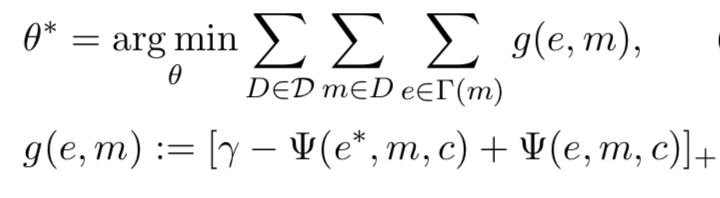 θ* = arg min_θ ∑_{D∈𝒟} ∑_{m∈D} ∑_{e∈Γ(m)} g(e, m),
g(e, m) := [γ − Ψ(e*, m, c) + Ψ(e, m, c)]₊